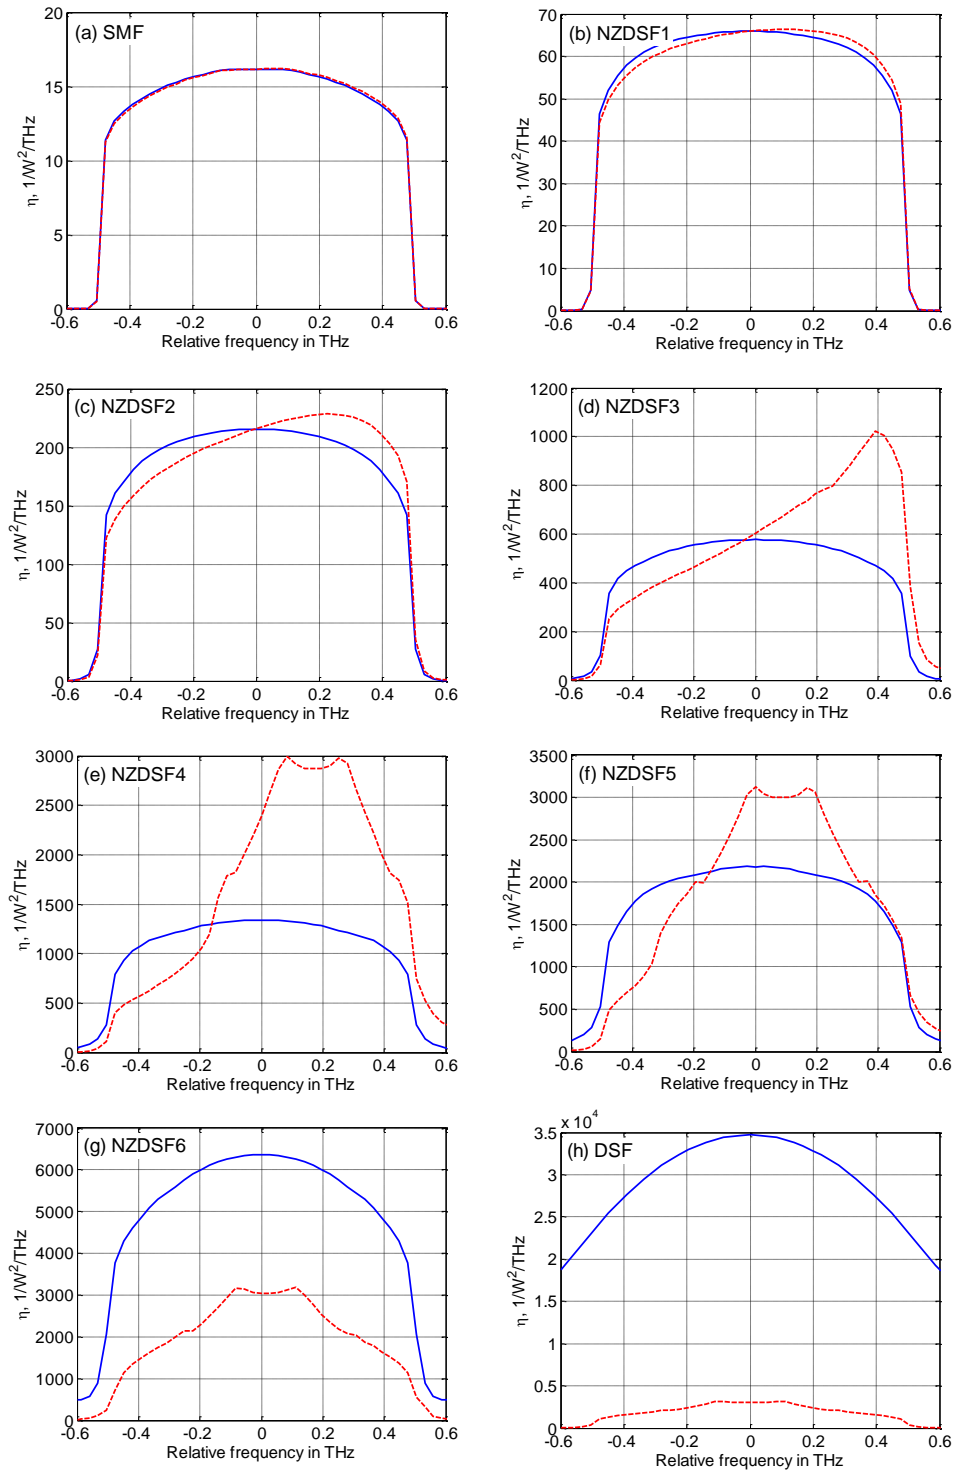 (a) SMF
20
15
10
5
0
-0.6 -0.4 -0.2 0 0.2 0.4 0.6
Relative frequency in THz
η, 1/W²/THz
(b) NZDSF1
70
60
50
40
30
20
10
0
-0.6 -0.4 -0.2 0 0.2 0.4 0.6
Relative frequency in THz
η, 1/W²/THz
(c) NZDSF2
250
200
150
100
50
0
-0.6 -0.4 -0.2 0 0.2 0.4 0.6
Relative frequency in THz
η, 1/W²/THz
(d) NZDSF3
1200
1000
800
600
400
200
0
-0.6 -0.4 -0.2 0 0.2 0.4 0.6
Relative frequency in THz
η, 1/W²/THz
(e) NZDSF4
3000
2500
2000
1500
1000
500
0
-0.6 -0.4 -0.2 0 0.2 0.4 0.6
Relative frequency in THz
η, 1/W²/THz
(f) NZDSF5
3500
3000
2500
2000
1500
1000
500
0
-0.6 -0.4 -0.2 0 0.2 0.4 0.6
Relative frequency in THz
η, 1/W²/THz
(g) NZDSF6
7000
6000
5000
4000
3000
2000
1000
0
-0.6 -0.4 -0.2 0 0.2 0.4 0.6
Relative frequency in THz
η, 1/W²/THz
x 10⁴
(h) DSF
3.5
3
2.5
2
1.5
1
0.5
0
-0.6 -0.4 -0.2 0 0.2 0.4 0.6
Relative frequency in THz
η, 1/W²/THz